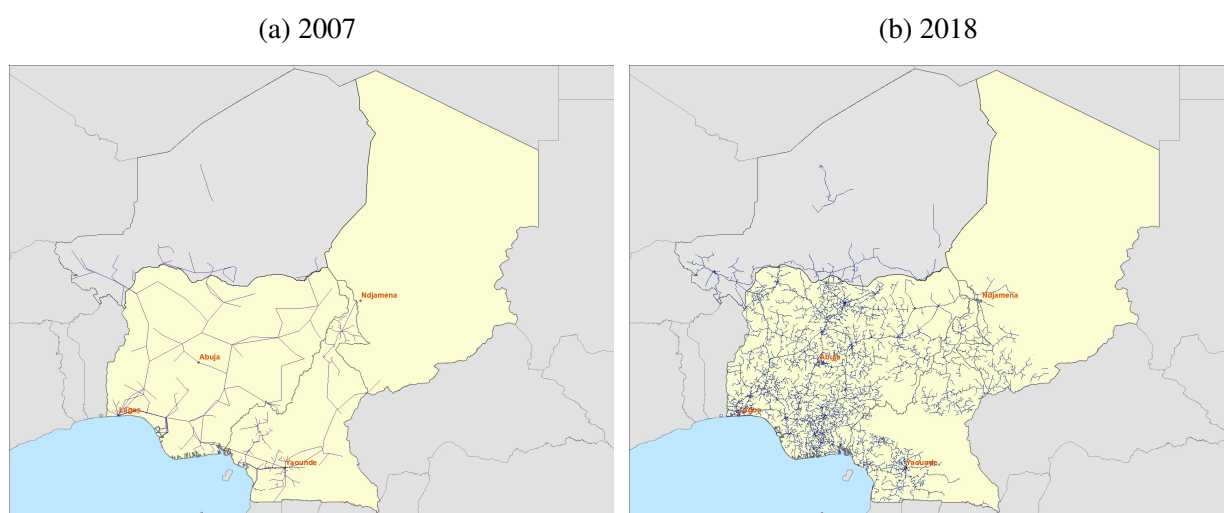 (a) 2007
(b) 2018
Ndjamena
Abuja
Lagos
Yaounde
Ndjamena
Abuja
Lagos
Yaounde